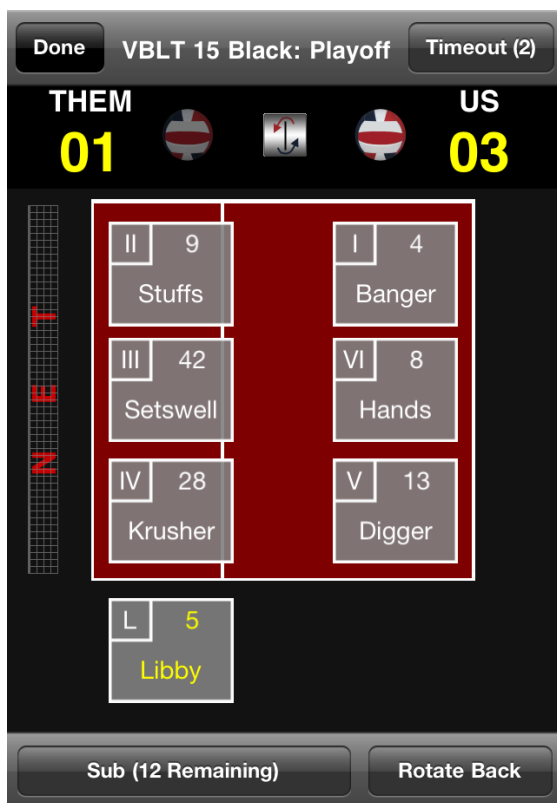 Done VBLT 15 Black: Playoff Timeout (2)
THEM US
01 03
NET
II 9 I 4
Stuffs Banger
III 42 VI 8
Setswell Hands
IV 28 V 13
Krusher Digger
L 5
Libby
Sub (12 Remaining) Rotate Back